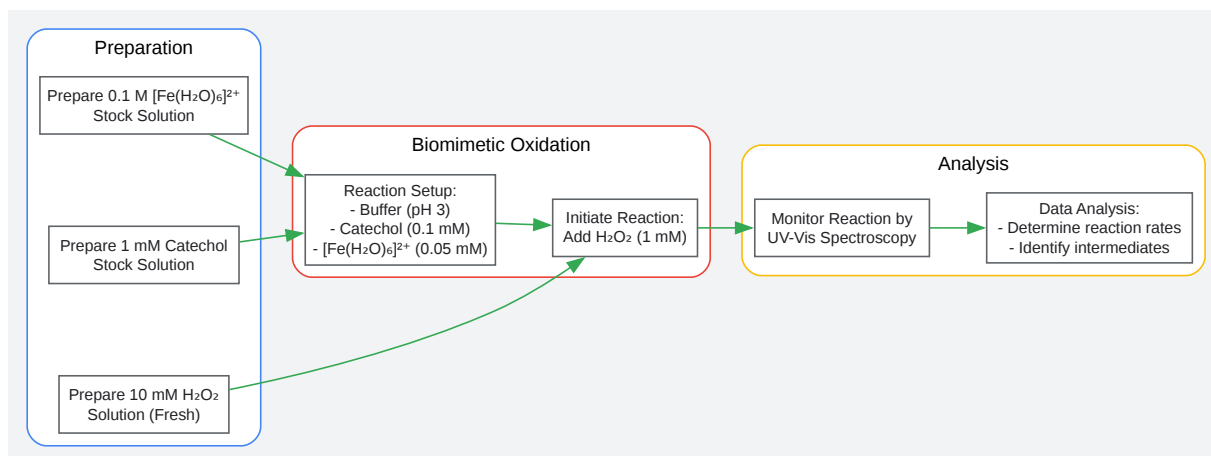 Preparation
Prepare 0.1 M [Fe(H₂O)₆]²⁺
Stock Solution
Prepare 1 mM Catechol
Stock Solution
Prepare 10 mM H₂O₂
Solution (Fresh)
Biomimetic Oxidation
Reaction Setup:
- Buffer (pH 3)
- Catechol (0.1 mM)
- [Fe(H₂O)₆]²⁺ (0.05 mM)
Initiate Reaction:
Add H₂O₂ (1 mM)
Analysis
Monitor Reaction by
UV-Vis Spectroscopy
Data Analysis:
- Determine reaction rates
- Identify intermediates